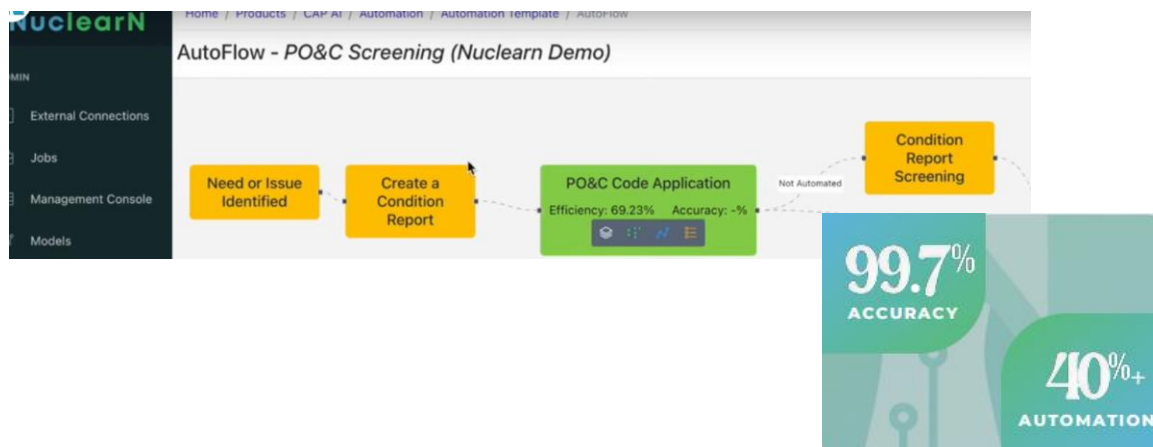 NuclearN
Home / Products / CAP AI / Automation / Automation Template / AutoFlow
AutoFlow - PO&C Screening (Nuclearn Demo)
External Connections
Jobs
Management Console
Models
Need or Issue
Identified
Create a
Condition
Report
PO&C Code Application
Efficiency: 69.23% Accuracy: -%
Not Automated
Condition
Report
Screening
99.7%
ACCURACY
40%+
AUTOMATION